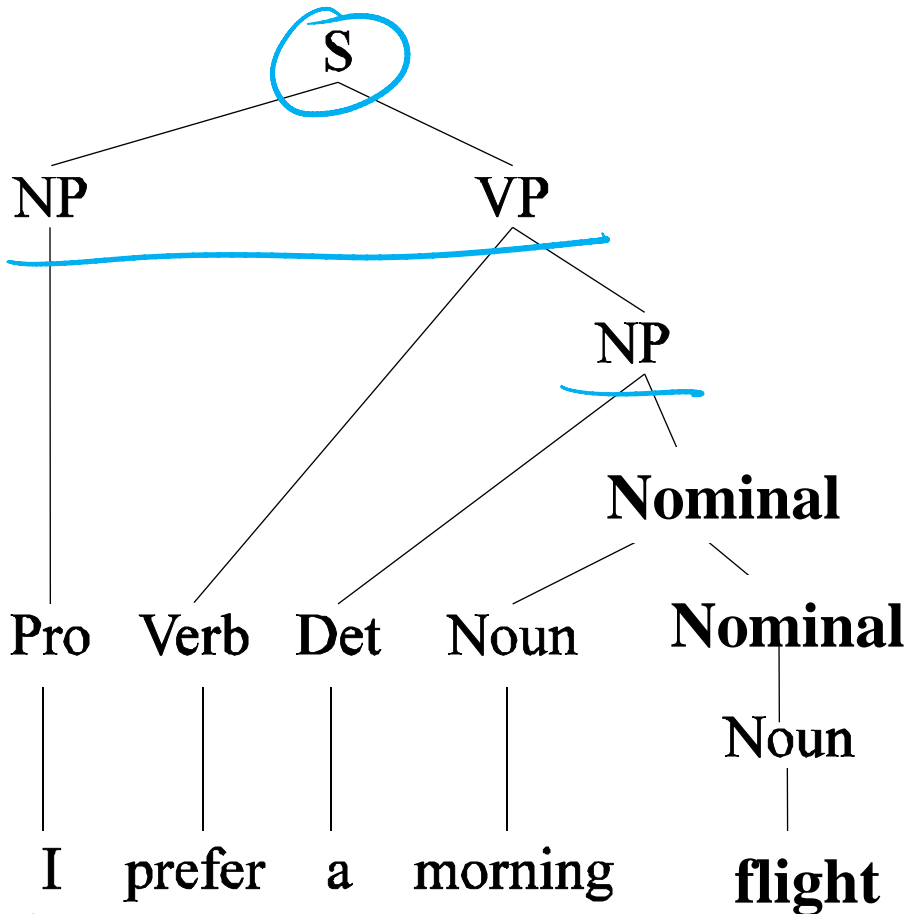 S
NP VP
NP
Nominal
Pro Verb Det Noun Nominal
Noun
I prefer a morning flight